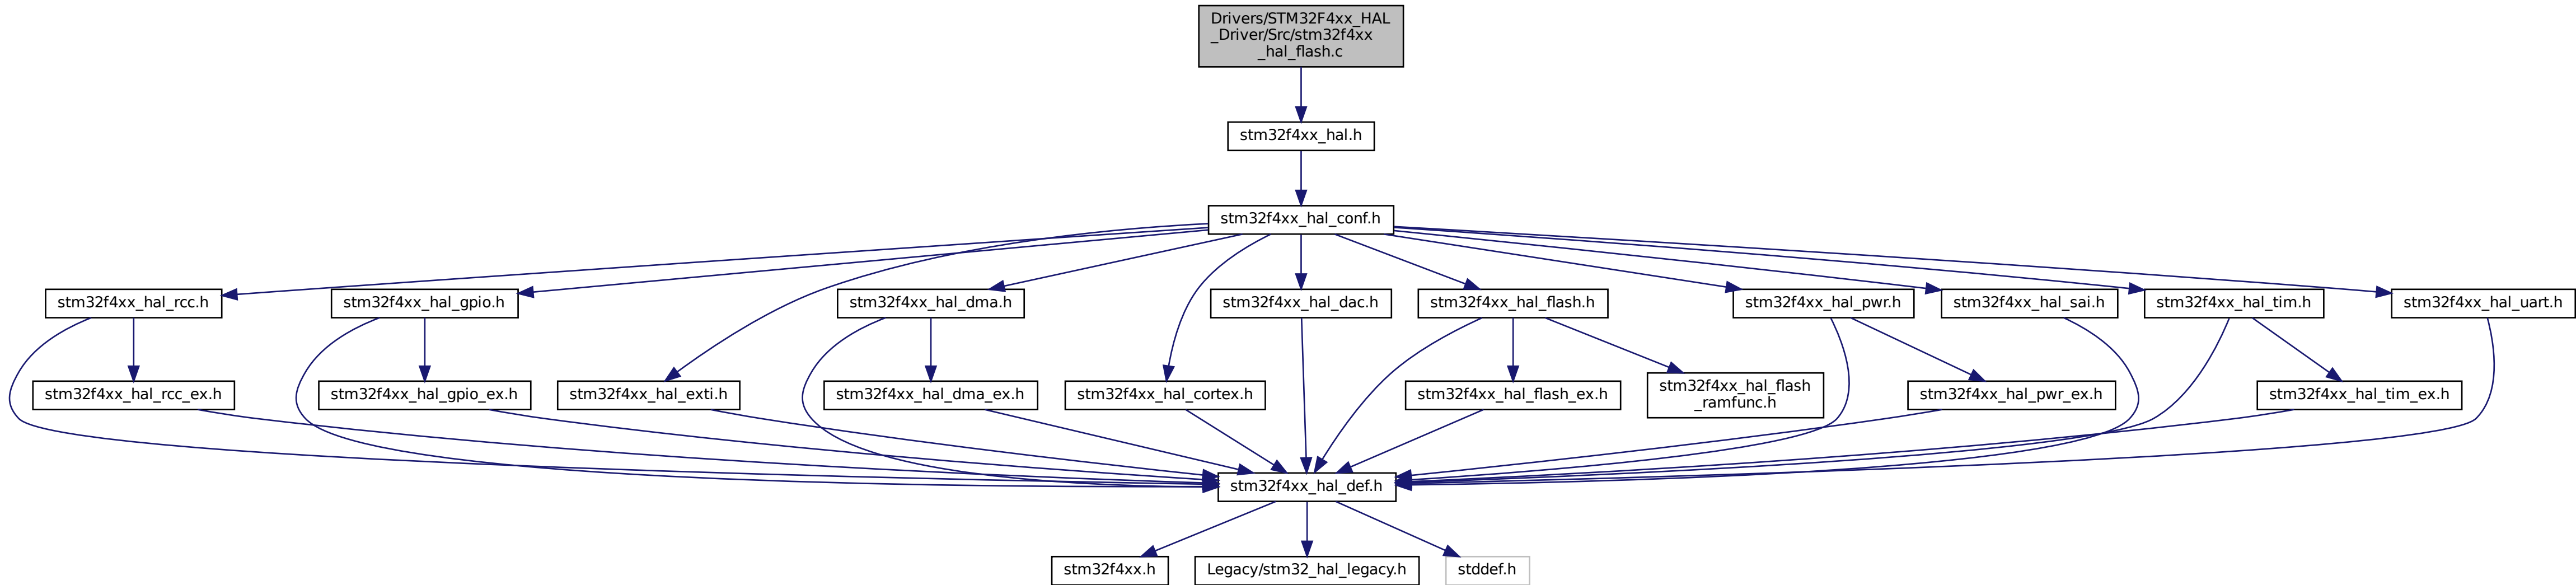 Drivers/STM32F4xx_HAL
_Driver/Src/stm32f4xx
_hal_flash.c
stm32f4xx_hal.h
stm32f4xx_hal_conf.h
stm32f4xx_hal_rcc.h
stm32f4xx_hal_gpio.h
stm32f4xx_hal_dma.h
stm32f4xx_hal_dac.h
stm32f4xx_hal_flash.h
stm32f4xx_hal_pwr.h
stm32f4xx_hal_sai.h
stm32f4xx_hal_tim.h
stm32f4xx_hal_uart.h
stm32f4xx_hal_rcc_ex.h
stm32f4xx_hal_gpio_ex.h
stm32f4xx_hal_exti.h
stm32f4xx_hal_dma_ex.h
stm32f4xx_hal_cortex.h
stm32f4xx_hal_flash_ex.h
stm32f4xx_hal_flash
_ramfunc.h
stm32f4xx_hal_pwr_ex.h
stm32f4xx_hal_tim_ex.h
stm32f4xx_hal_def.h
stm32f4xx.h
Legacy/stm32_hal_legacy.h
stddef.h